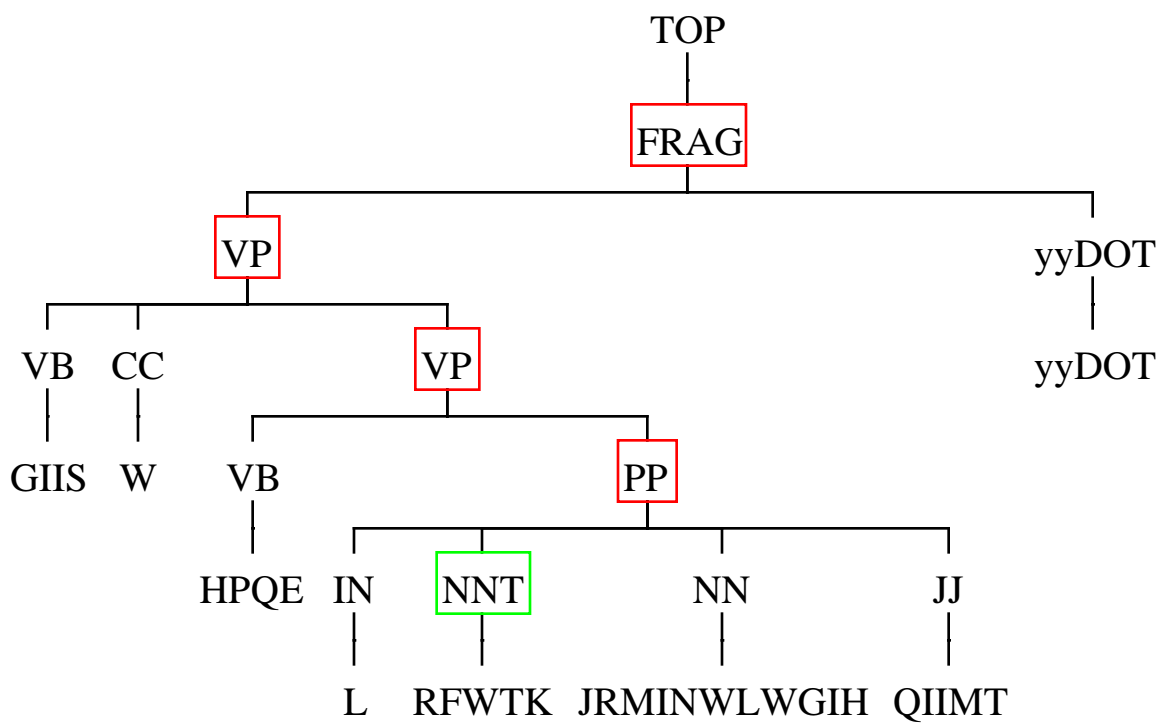 TOP
FRAG
VP yyDOT
VB CC VP yyDOT
GIIS W VB PP
HPQE IN NNT NN JJ
L RFWTK JRMINWLWGIH QIIMT